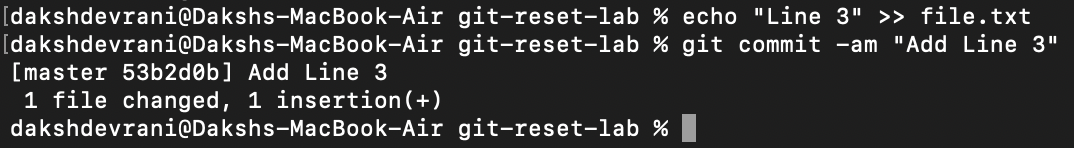 [dakshdevrani@Dakshs-MacBook-Air git-reset-lab % echo "Line 3" >> file.txt
[dakshdevrani@Dakshs-MacBook-Air git-reset-lab % git commit -am "Add Line 3"
[master 53b2d0b] Add Line 3
 1 file changed, 1 insertion(+)
dakshdevrani@Dakshs-MacBook-Air git-reset-lab %